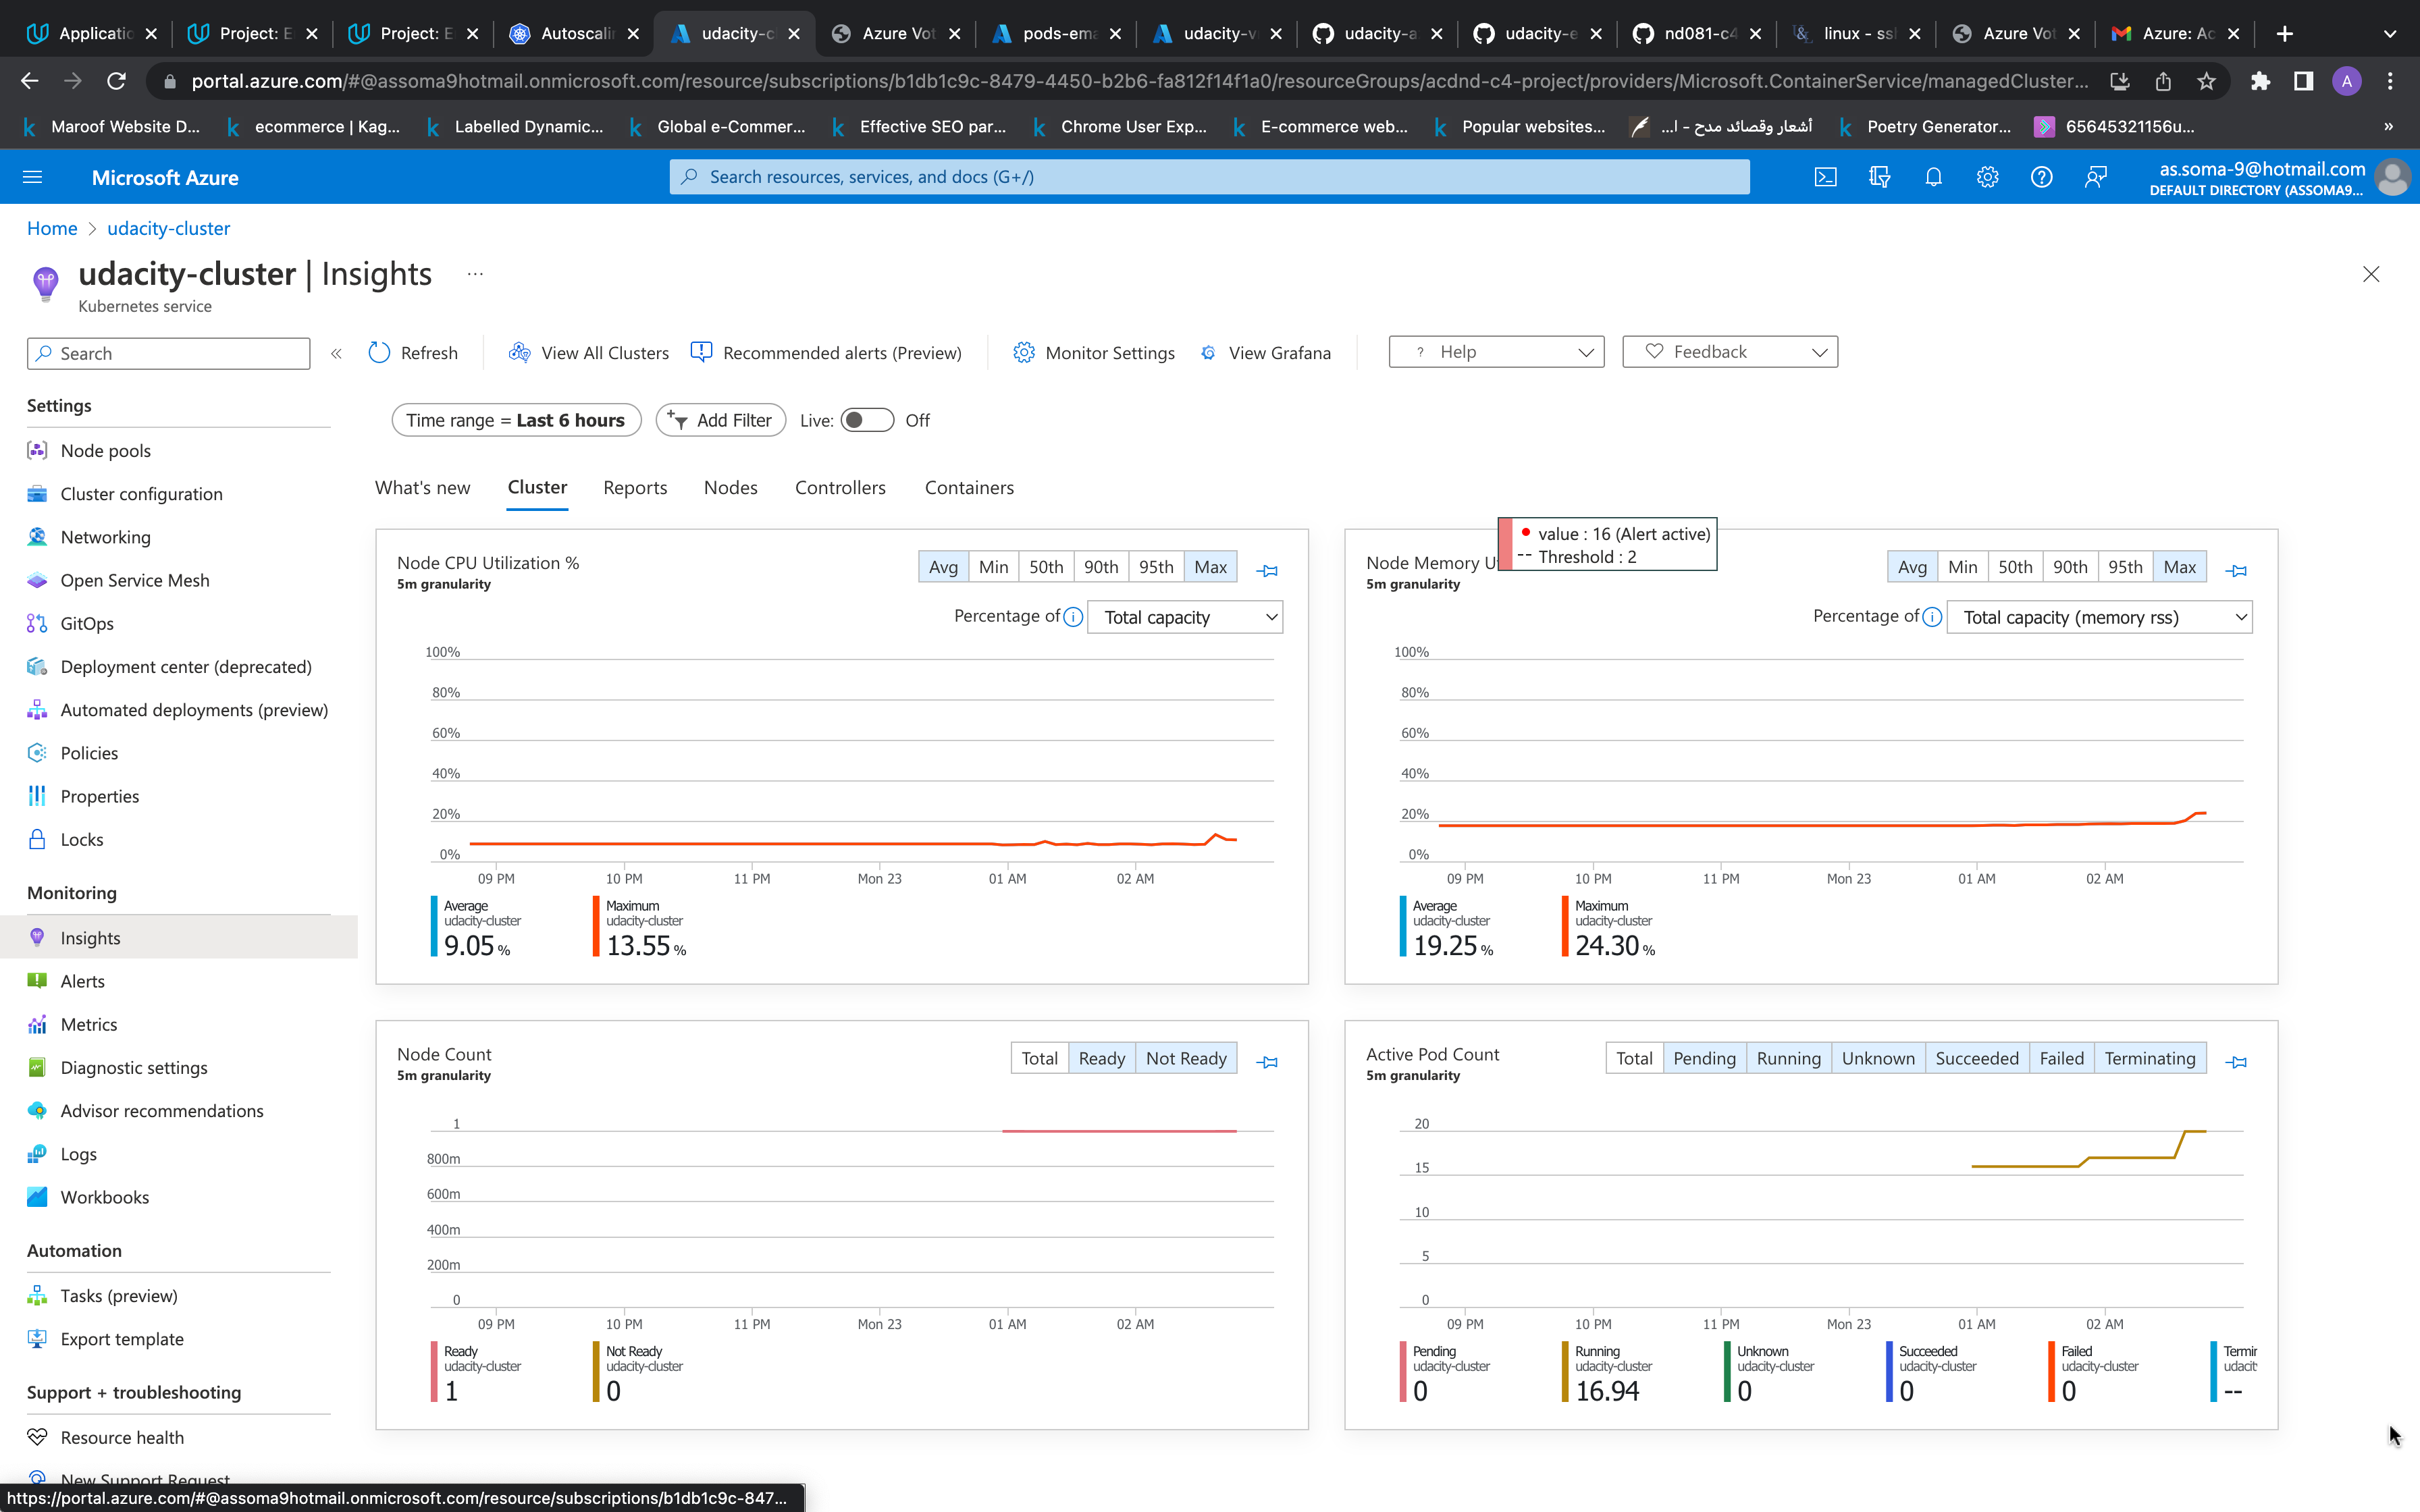 Applicatio
Project: E
Project: E
Autoscalin
udacity-cl
Azure Vot
pods-ema
udacity-v
udacity-a
udacity-e
nd081-c4
linux - ssl
Azure Vot
Azure: Ac
portal.azure.com/#@assoma9hotmail.onmicrosoft.com/resource/subscriptions/b1db1c9c-8479-4450-b2b6-fa812f14f1a0/resourceGroups/acdnd-c4-project/providers/Microsoft.ContainerService/managedCluster...
A
Maroof Website D...
ecommerce | Kag...
Labelled Dynamic...
Global e-Commer...
Effective SEO par...
Chrome User Exp...
E-commerce web...
Popular websites...
أشعار وقصائد مدح - ا...
Poetry Generator...
65645321156u...
»
Microsoft Azure
Search resources, services, and docs (G+/)
as.soma-9@hotmail.com
DEFAULT DIRECTORY (ASSOMA9...
Home > udacity-cluster
udacity-cluster | Insights ...
Kubernetes service
Search
«
Refresh
View All Clusters
Recommended alerts (Preview)
Monitor Settings
View Grafana
? Help
Feedback
Settings
Node pools
Cluster configuration
Networking
Open Service Mesh
GitOps
Deployment center (deprecated)
Automated deployments (preview)
Policies
Properties
Locks
Monitoring
Insights
Alerts
Metrics
Diagnostic settings
Advisor recommendations
Logs
Workbooks
Automation
Tasks (preview)
Export template
Support + troubleshooting
Resource health
New Support Request
https://portal.azure.com/#@assoma9hotmail.onmicrosoft.com/resource/subscriptions/b1db1c9c-847...
Time range = Last 6 hours
Add Filter
Live: Off
What's new
Cluster
Reports
Nodes
Controllers
Containers
Node CPU Utilization %
5m granularity
Avg Min 50th 90th 95th Max
Percentage of Total capacity
100%
80%
60%
40%
20%
0%
09 PM 10 PM 11 PM Mon 23 01 AM 02 AM
Average
udacity-cluster
9.05 %
Maximum
udacity-cluster
13.55 %
value : 16 (Alert active)
-- Threshold : 2
Node Memory U
5m granularity
Avg Min 50th 90th 95th Max
Percentage of Total capacity (memory rss)
100%
80%
60%
40%
20%
0%
09 PM 10 PM 11 PM Mon 23 01 AM 02 AM
Average
udacity-cluster
19.25 %
Maximum
udacity-cluster
24.30 %
Node Count
5m granularity
Total Ready Not Ready
1
800m
600m
400m
200m
0
09 PM 10 PM 11 PM Mon 23 01 AM 02 AM
Ready
udacity-cluster
1
Not Ready
udacity-cluster
0
Active Pod Count
5m granularity
Total Pending Running Unknown Succeeded Failed Terminating
20
15
10
5
0
09 PM 10 PM 11 PM Mon 23 01 AM 02 AM
Pending
udacity-cluster
0
Running
udacity-cluster
16.94
Unknown
udacity-cluster
0
Succeeded
udacity-cluster
0
Failed
udacity-cluster
0
Termin
udacit
--